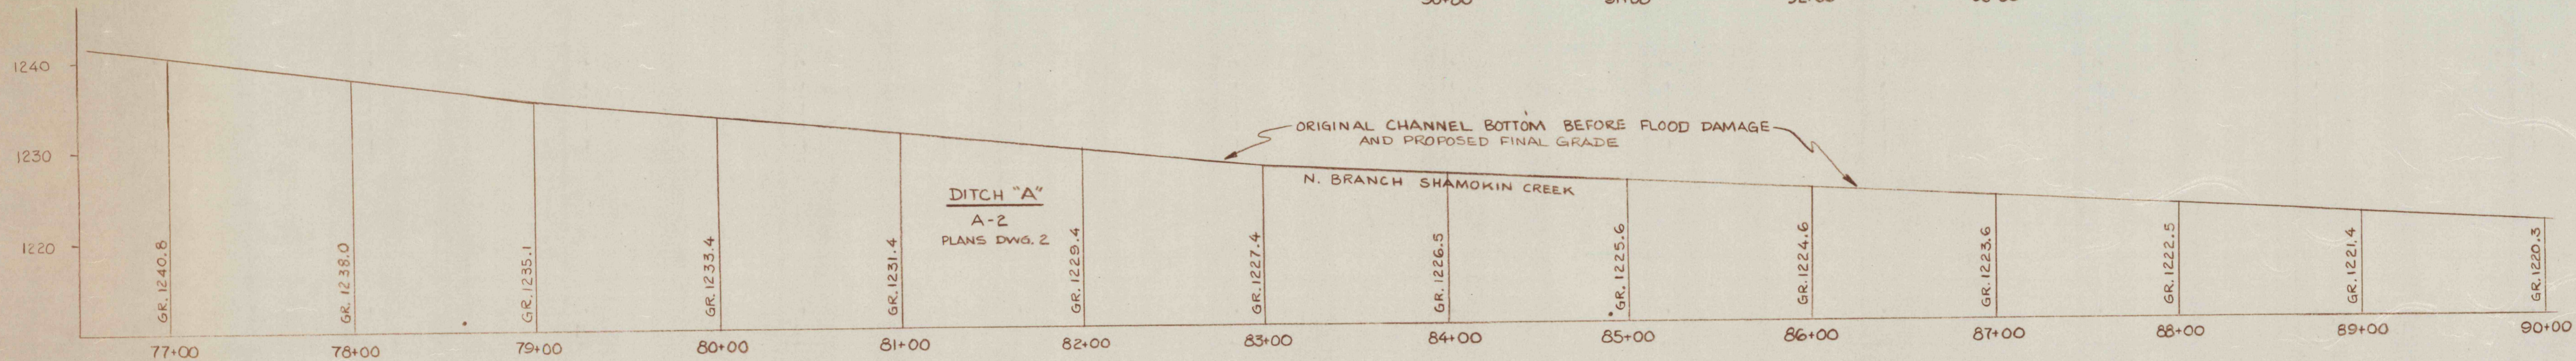 1240
1230
1220
ORIGINAL CHANNEL BOTTOM BEFORE FLOOD DAMAGE
AND PROPOSED FINAL GRADE
N. BRANCH SHAMOKIN CREEK
DITCH "A"
A-2
PLANS DWG. 2
GR. 1240.8
GR. 1238.0
GR. 1235.1
GR. 1233.4
GR. 1231.4
GR. 1229.4
GR. 1227.4
GR. 1226.5
GR. 1225.6
GR. 1224.6
GR. 1223.6
GR. 1222.5
GR. 1221.4
GR. 1220.3
77+00 78+00 79+00 80+00 81+00 82+00 83+00 84+00 85+00 86+00 87+00 88+00 89+00 90+00